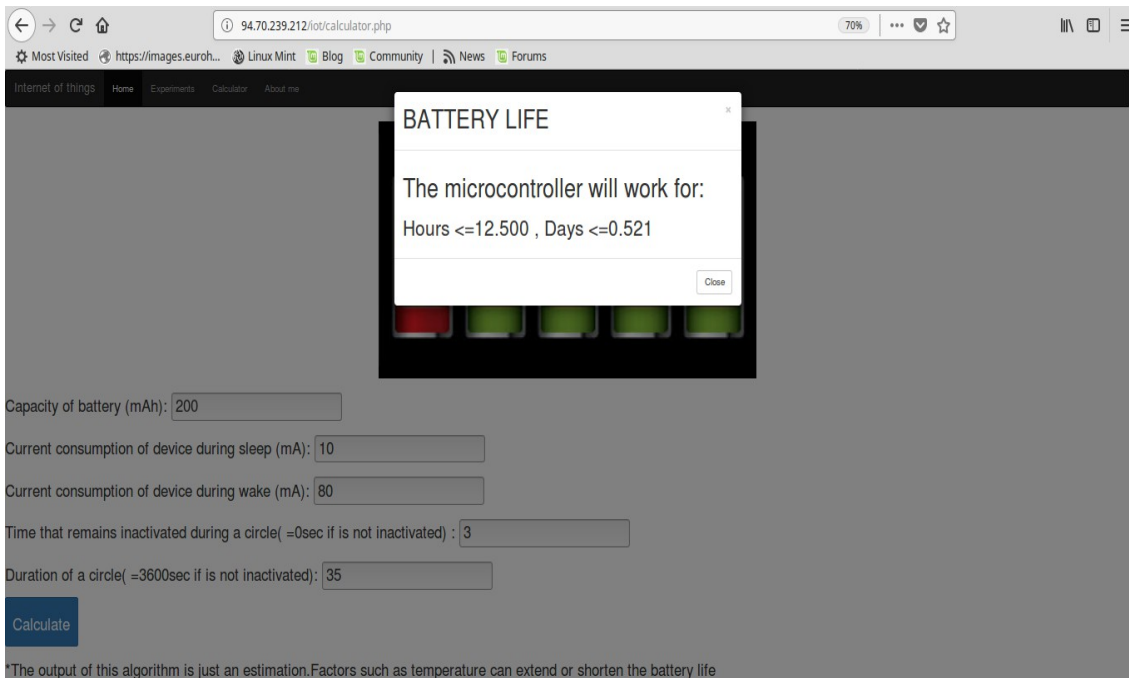 94.70.239.212/iot/calculator.php
70%
Most Visited https://images.euroh... Linux Mint Blog Community | News Forums
Internet of things Home Experiments Calculator About me
BATTERY LIFE x
The microcontroller will work for:
Hours <=12.500 , Days <=0.521
Close
Capacity of battery (mAh): 200
Current consumption of device during sleep (mA): 10
Current consumption of device during wake (mA): 80
Time that remains inactivated during a circle( =0sec if is not inactivated) : 3
Duration of a circle( =3600sec if is not inactivated): 35
Calculate
*The output of this algorithm is just an estimation.Factors such as temperature can extend or shorten the battery life